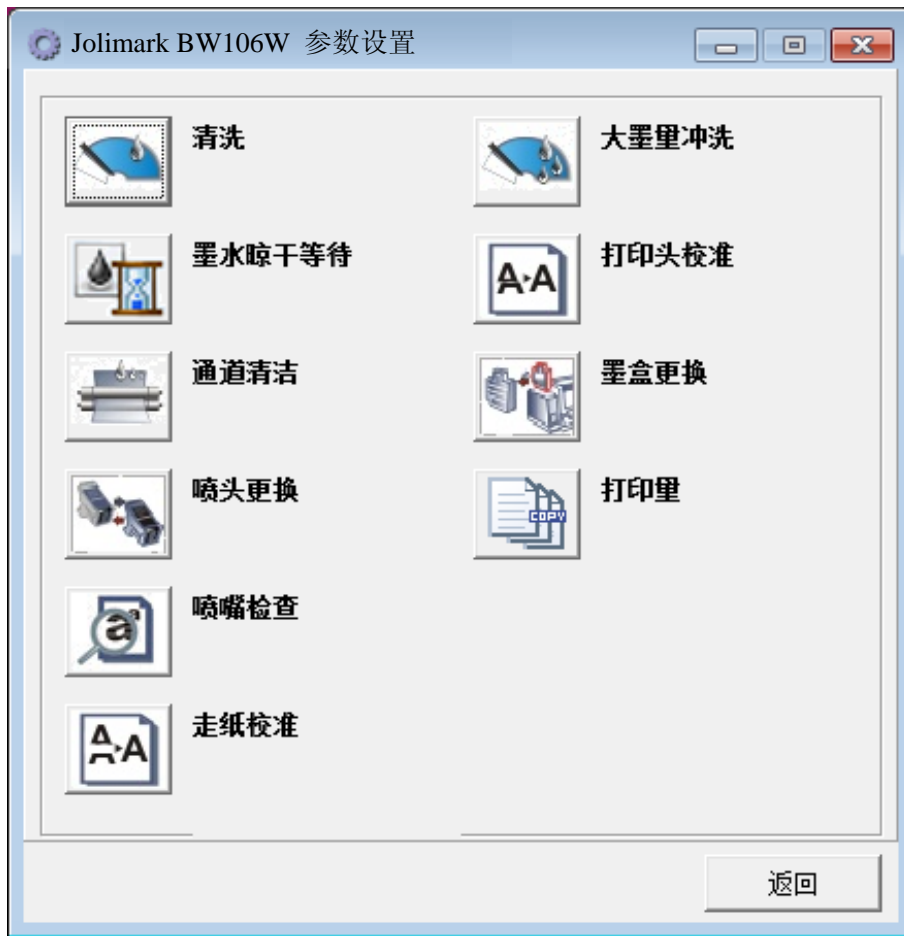 Jolimark BW106W 参数设置
清洗
大墨量冲洗
墨水晾干等待
打印头校准
A·A
通道清洁
墨盒更换
喷头更换
打印量
COPY
喷嘴检查
a
a
走纸校准
A·A
返回